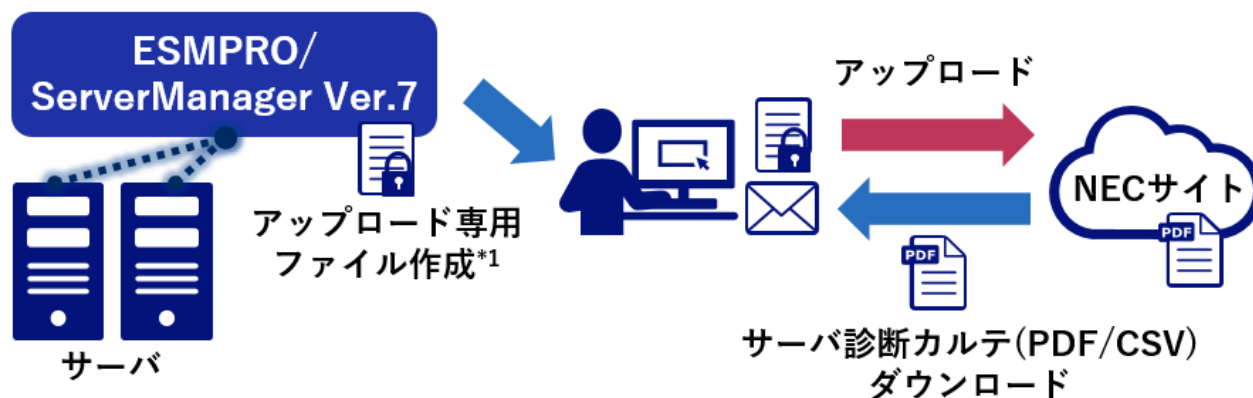 ESMPRO/
ServerManager Ver.7
アップロード専用
ファイル作成*1
サーバ
アップロード
NECサイト
PDF
PDF
サーバ診断カルテ(PDF/CSV)
ダウンロード